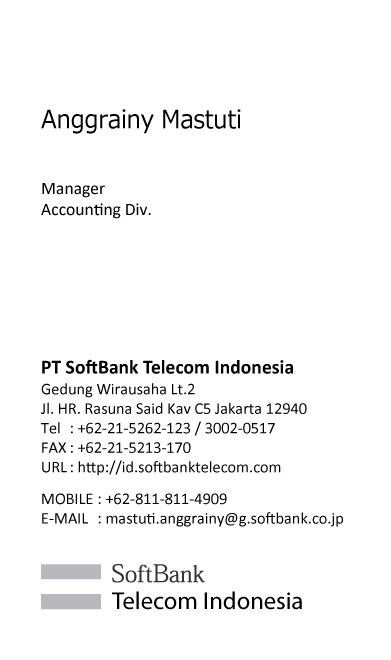 Anggrainy Mastuti
Manager
Accounting Div.
PT SoftBank Telecom Indonesia
Gedung Wirausaha Lt.2
Jl. HR. Rasuna Said Kav C5 Jakarta 12940
Tel : +62-21-5262-123 / 3002-0517
FAX : +62-21-5213-170
URL : http://id.softbanktelecom.com
MOBILE : +62-811-811-4909
E-MAIL : mastuti.anggrainy@g.softbank.co.jp
SoftBank
Telecom Indonesia